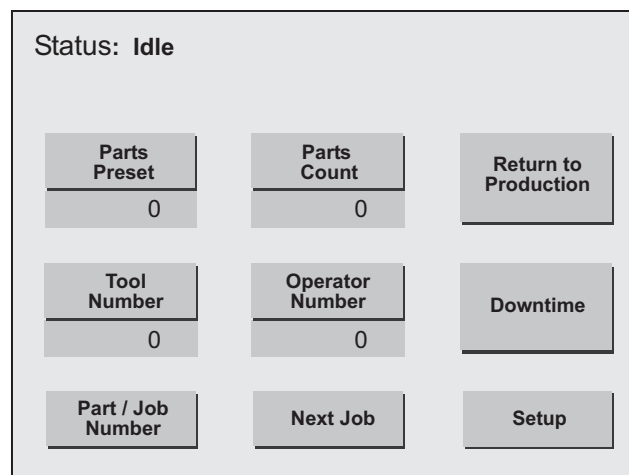 Status: Idle
Parts
Preset
0
Parts
Count
0
Return to
Production
Tool
Number
0
Operator
Number
0
Downtime
Part / Job
Number
Next Job
Setup